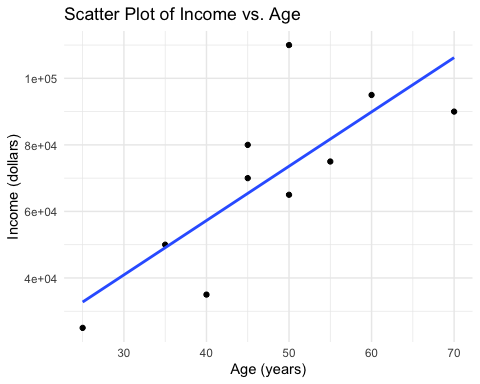 Scatter Plot of Income vs. Age
Income (dollars)
1e+05
8e+04
6e+04
4e+04
30 40 50 60 70
Age (years)